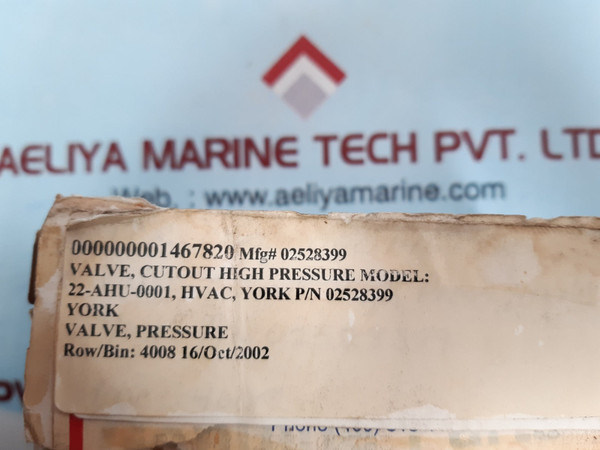 AELIYA MARINE TECH PVT. LTD
Web. : www.aeliyamarine.com
000000001467820 Mfg# 02528399
VALVE, CUTOUT HIGH PRESSURE MODEL:
22-AHU-0001, HVAC, YORK P/N 02528399
YORK
VALVE, PRESSURE
Row/Bin: 4008 16/Oct/2002
Phone